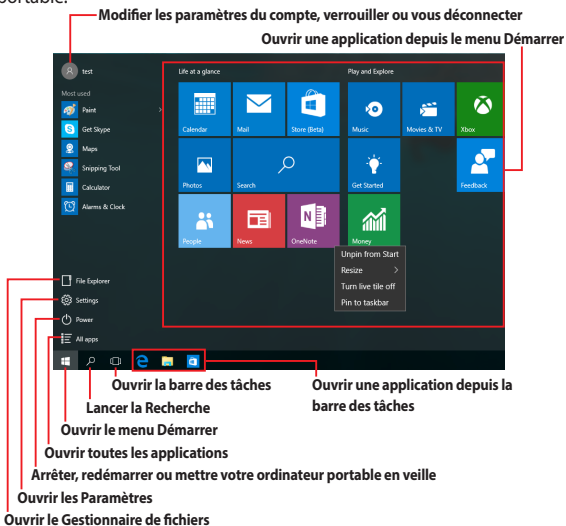 portable.
Modifier les paramètres du compte, verrouiller ou vous déconnecter
Ouvrir une application depuis le menu Démarrer
test
Life at a glance
Play and Explore
Most used
Paint
Get Skype
Maps
Snipping Tool
Calculator
Alarms & Clock
Calendar
Mail
Store (Beta)
Music
Movies & TV
Xbox
Photos
Search
Get Started
Feedback
People
News
OneNote
Money
Unpin from Start
Resize
Turn live tile off
Pin to taskbar
File Explorer
Settings
Power
All apps
Ouvrir la barre des tâches
Ouvrir une application depuis la
barre des tâches
Lancer la Recherche
Ouvrir le menu Démarrer
Ouvrir toutes les applications
Arrêter, redémarrer ou mettre votre ordinateur portable en veille
Ouvrir les Paramètres
Ouvrir le Gestionnaire de fichiers